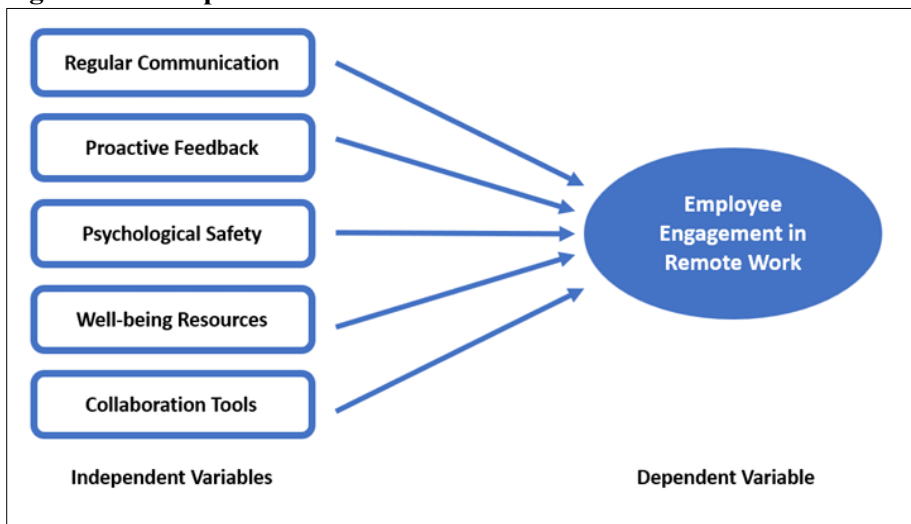 Regular Communication
Proactive Feedback
Psychological Safety
Well-being Resources
Collaboration Tools
Employee
Engagement in
Remote Work
Independent Variables
Dependent Variable